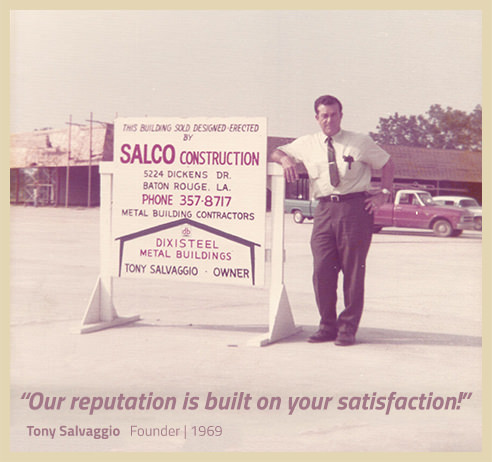 THIS BUILDING SOLD DESIGNED-ERECTED
BY
SALCO CONSTRUCTION
5224 DICKENS DR.
BATON ROUGE, LA.
PHONE 357-8717
METAL BUILDING CONTRACTORS
DIXISTEEL
METAL BUILDINGS
TONY SALVAGGIO · OWNER
“Our reputation is built on your satisfaction!”
Tony Salvaggio Founder | 1969